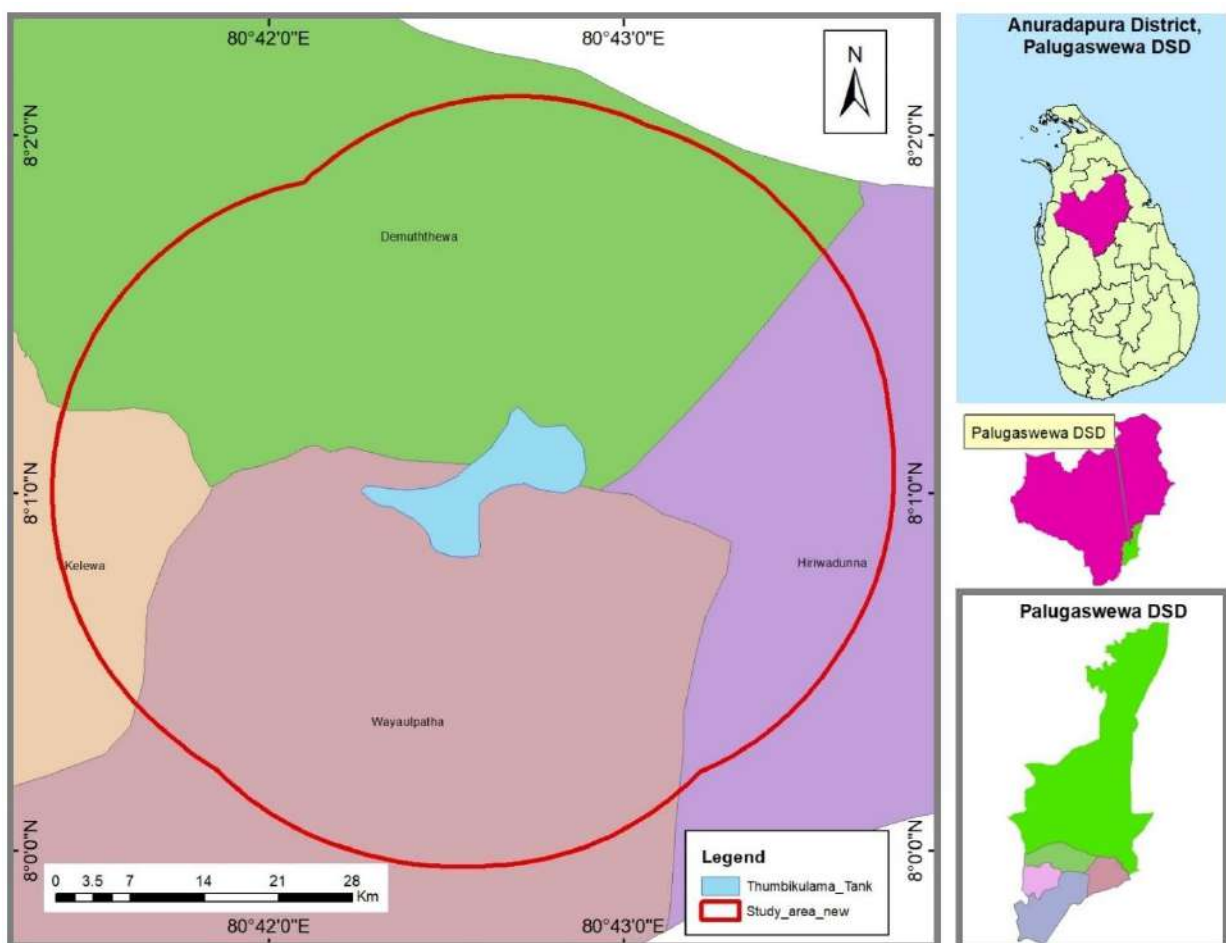 80°42'0"E
80°43'0"E
N
8°2'0"N
8°2'0"N
Demuththewa
8°1'0"N
8°1'0"N
Kelewa
Hiriwadunna
Wayaulpatha
8°0'0"N
8°0'0"N
0 3.5 7 14 21 28
Km
Legend
Thumbikulama_Tank
Study_area_new
80°42'0"E
80°43'0"E
Anuradapura District,
Palugaswewa DSD
Palugaswewa DSD
Palugaswewa DSD